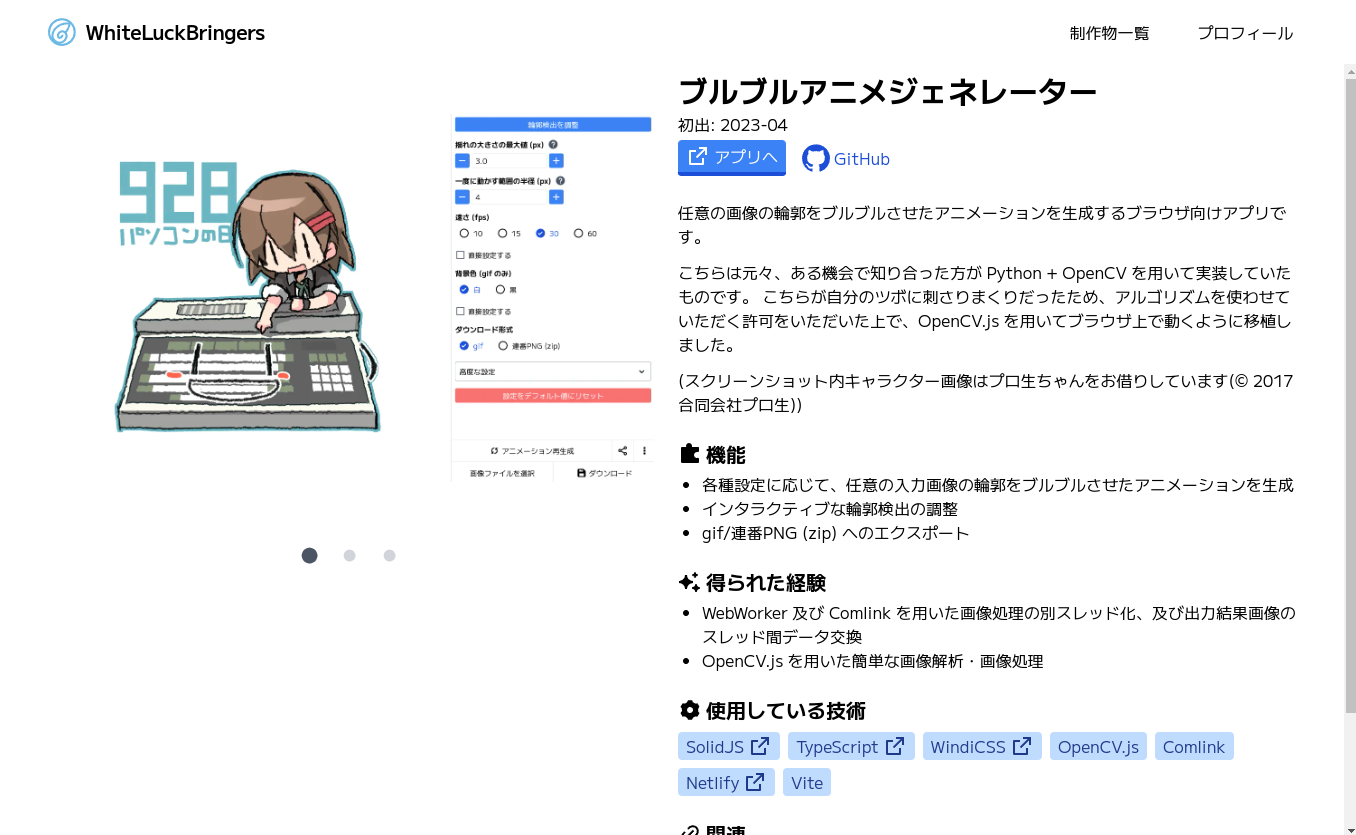 WhiteLuckBringers
制作物一覧
プロフィール
928
パソコンの日
輪郭検出を調整
揺れの大きさの最大値 (px)
3.0
一度に動かす範囲の半径 (px)
4
速さ (fps)
10 15 30 60
直接設定する
背景色 (gif のみ)
白 黒
直接設定する
ダウンロード形式
gif 連番PNG (zip)
高度な設定
設定をデフォルト値にリセット
アニメーション再生成
画像ファイルを選択 ダウンロード
ブルブルアニメジェネレーター
初出: 2023-04
アプリへ GitHub
任意の画像の輪郭をブルブルさせたアニメーションを生成するブラウザ向けアプリで
す。
こちらは元々、ある機会で知り合った方が Python + OpenCV を用いて実装していた
ものです。 こちらが自分のツボに刺さりまくりだったため、アルゴリズムを使わせて
いただく許可をいただいた上で、OpenCV.js を用いてブラウザ上で動くように移植し
ました。
(スクリーンショット内キャラクター画像はプロ生ちゃんをお借りしています(© 2017
合同会社プロ生))
機能
各種設定に応じて、任意の入力画像の輪郭をブルブルさせたアニメーションを生成
インタラクティブな輪郭検出の調整
gif/連番PNG (zip) へのエクスポート
得られた経験
WebWorker 及び Comlink を用いた画像処理の別スレッド化、及び出力結果画像の
スレッド間データ交換
OpenCV.js を用いた簡単な画像解析・画像処理
使用している技術
SolidJS TypeScript WindiCSS OpenCV.js Comlink
Netlify Vite
関連